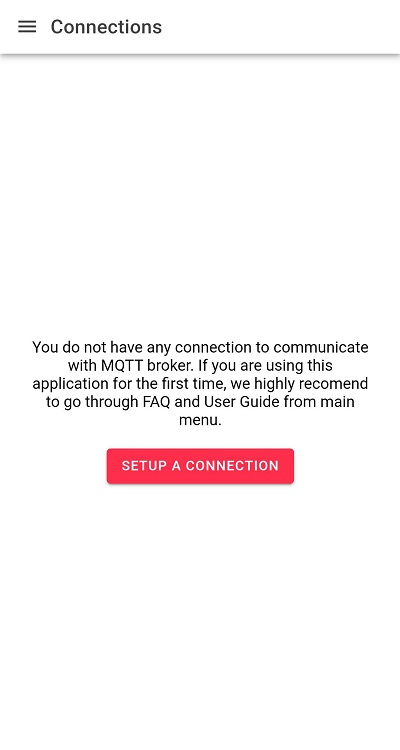 Connections
You do not have any connection to communicate
with MQTT broker. If you are using this
application for the first time, we highly recomend
to go through FAQ and User Guide from main
menu.
SETUP A CONNECTION